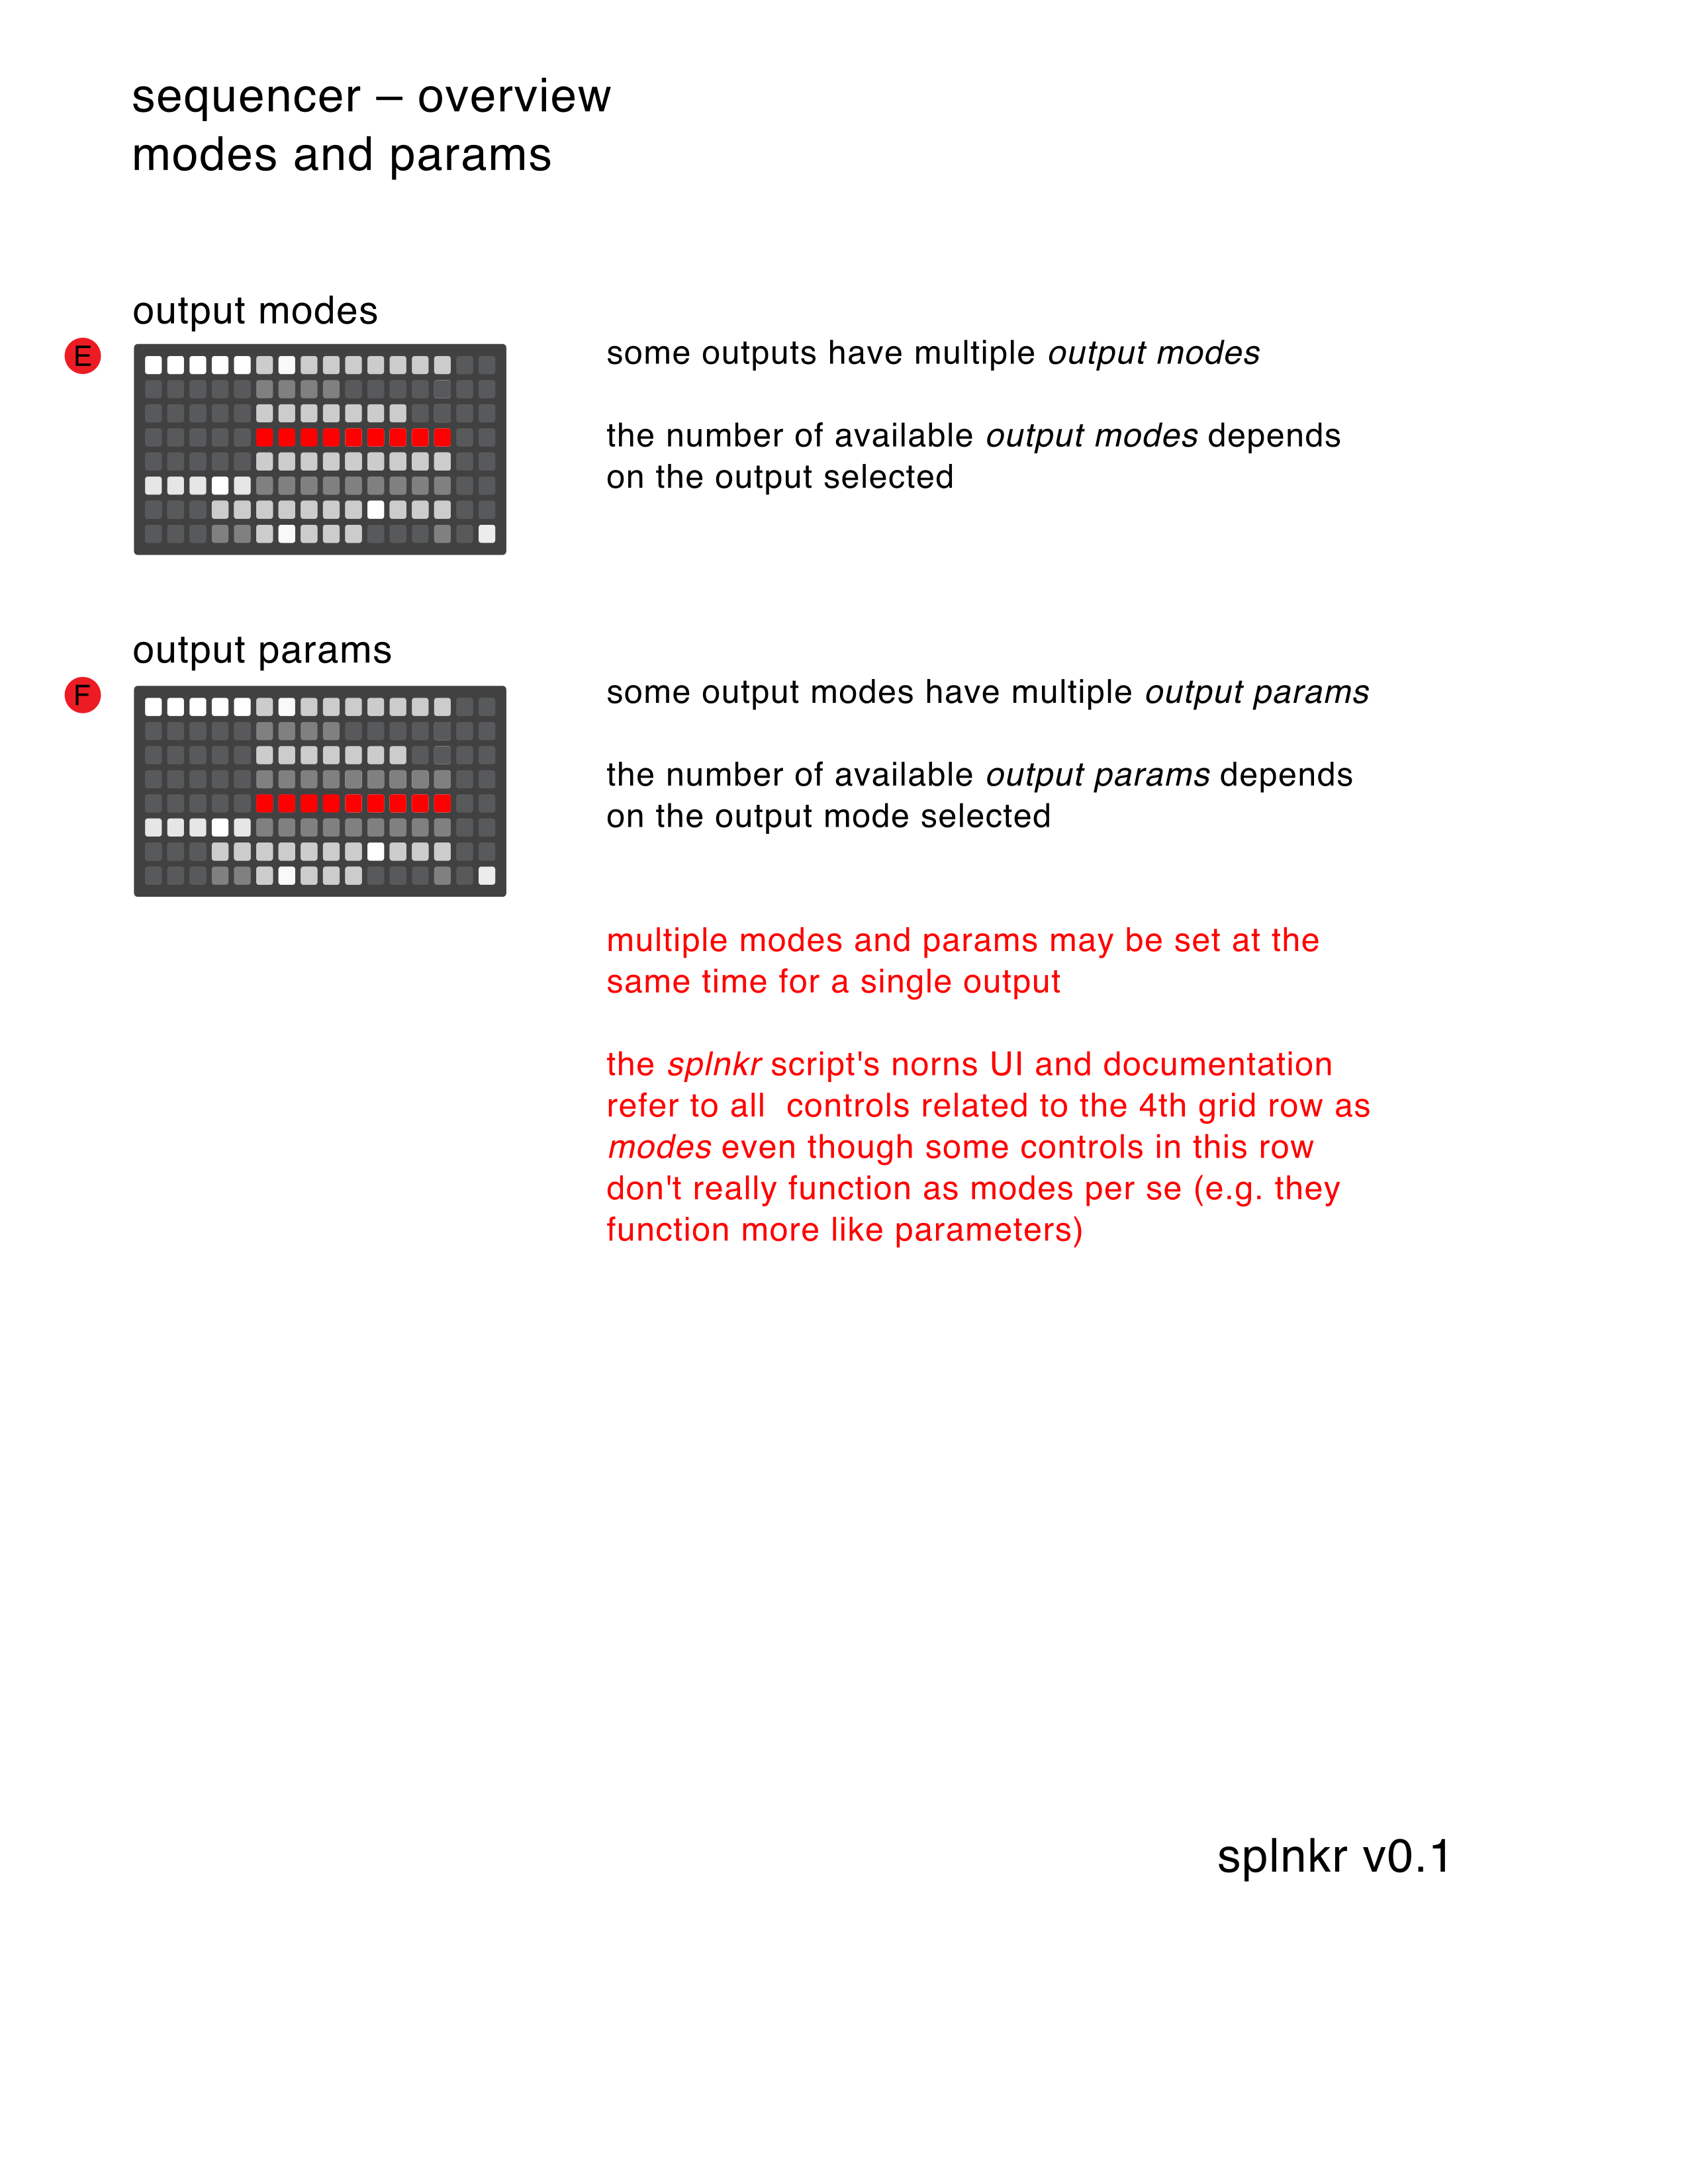 sequencer – overview
modes and params
output modes
E
some outputs have multiple output modes
the number of available output modes depends
on the output selected
output params
F
some output modes have multiple output params
the number of available output params depends
on the output mode selected
multiple modes and params may be set at the
same time for a single output
the splnkr script's norns UI and documentation
refer to all  controls related to the 4th grid row as
modes even though some controls in this row
don't really function as modes per se (e.g. they
function more like parameters)
splnkr v0.1